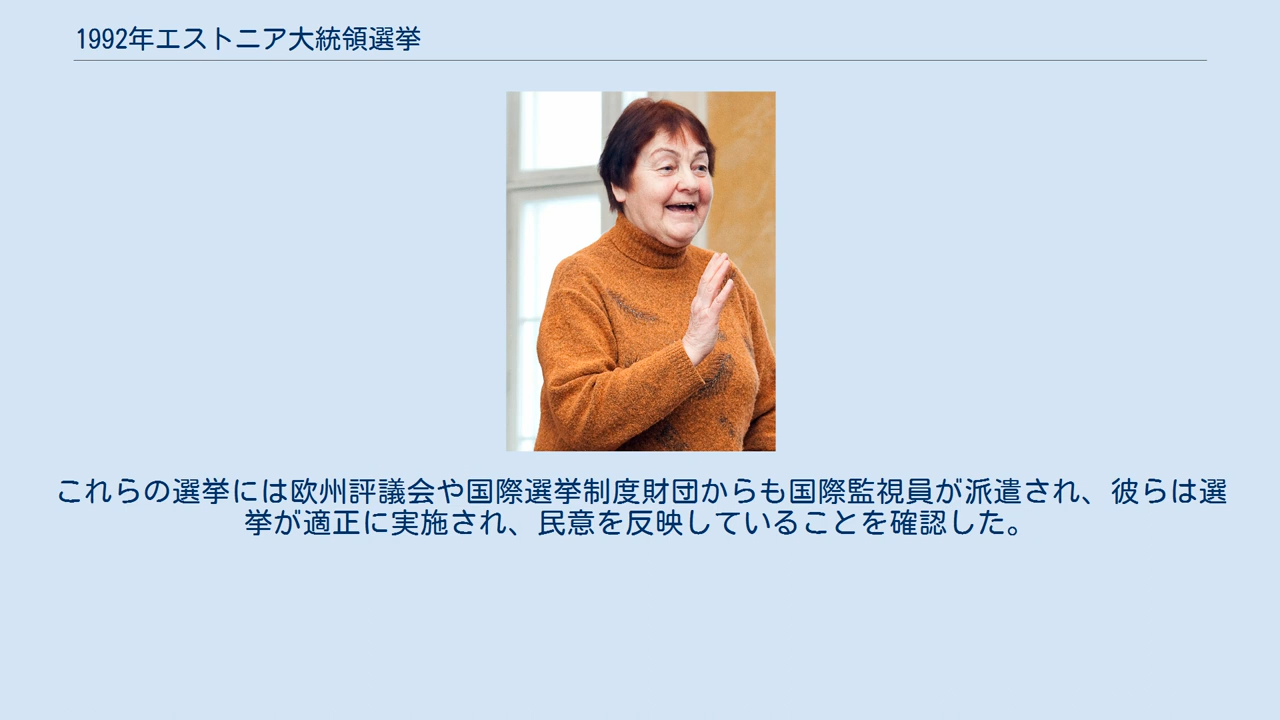 1992年エストニア大統領選挙
これらの選挙には欧州評議会や国際選挙制度財団からも国際監視員が派遣され、彼らは選
挙が適正に実施され、民意を反映していることを確認した。